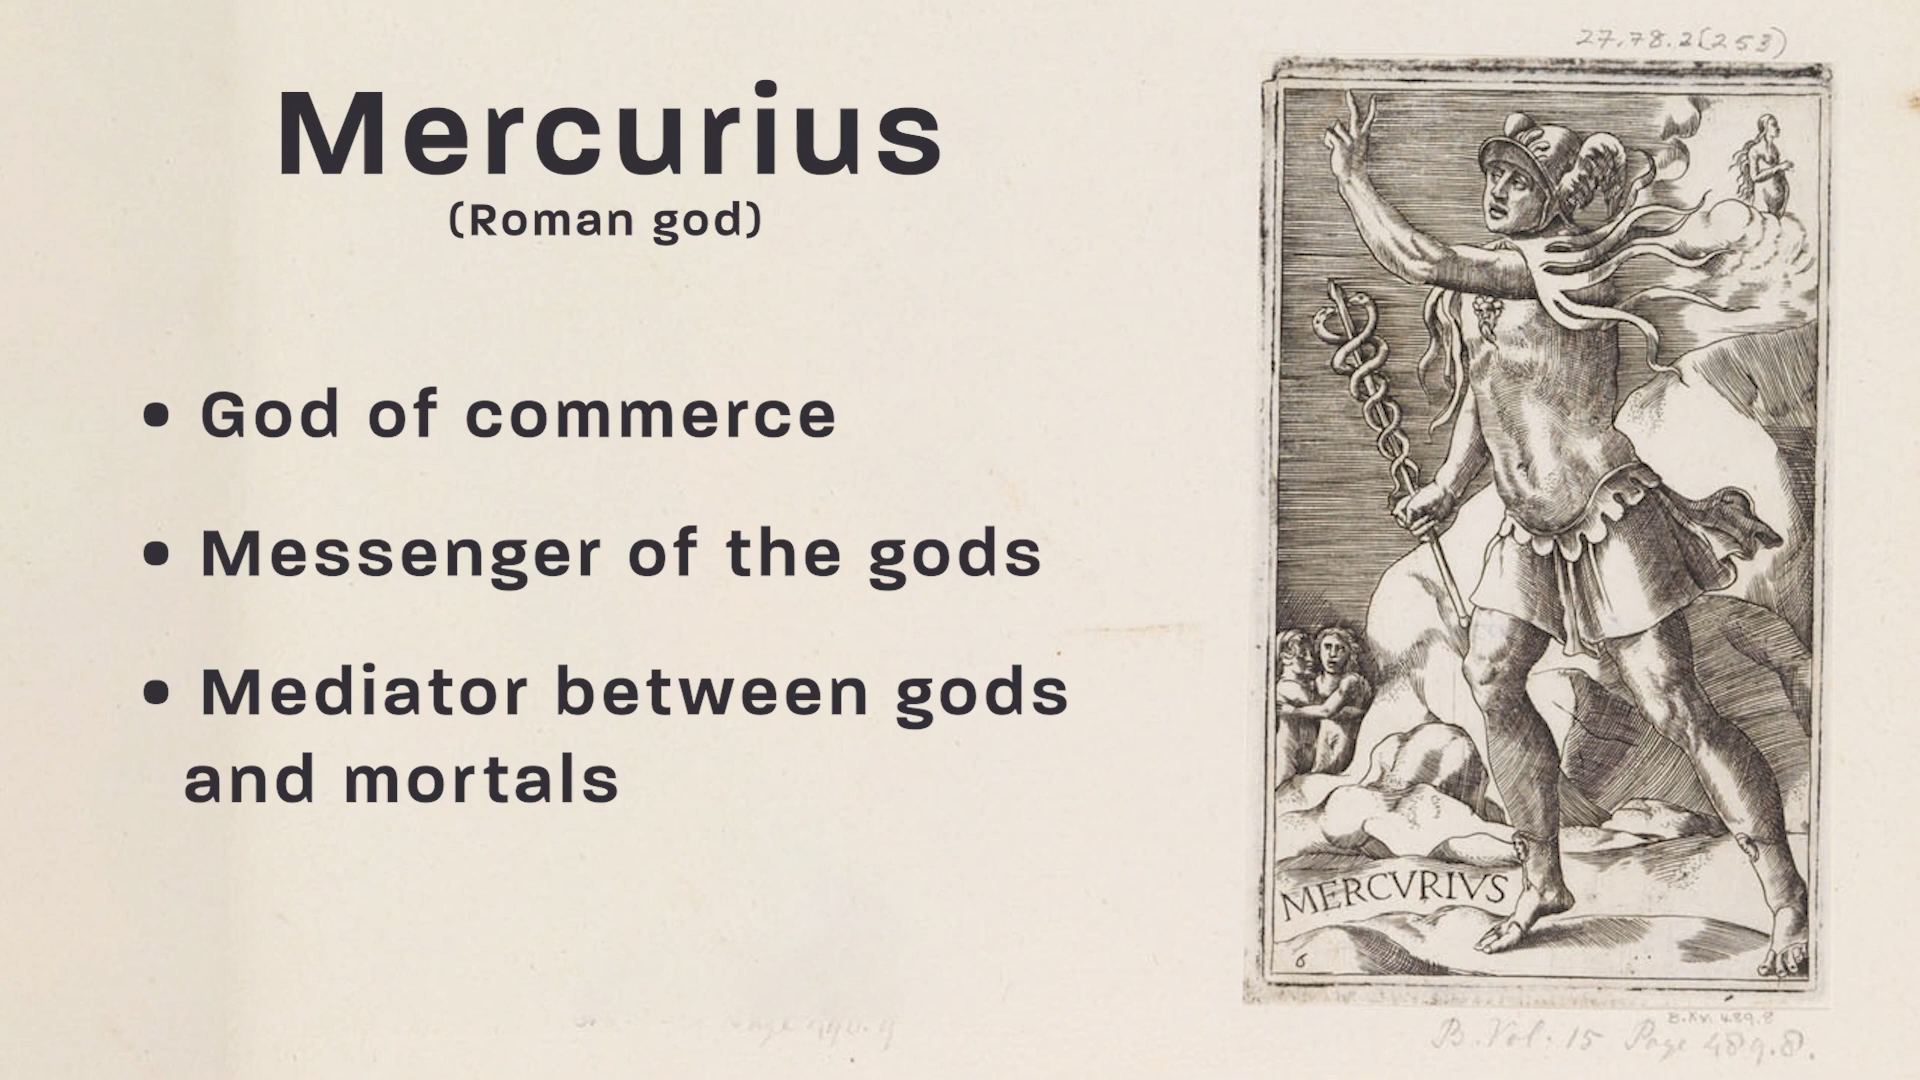 27.78.2(253)
Mercurius
(Roman god)
• God of commerce
• Messenger of the gods
• Mediator between gods
and mortals
MERCVRIVS
6
B.XV. 489.8
B. Vol: 15 Page 489.8.